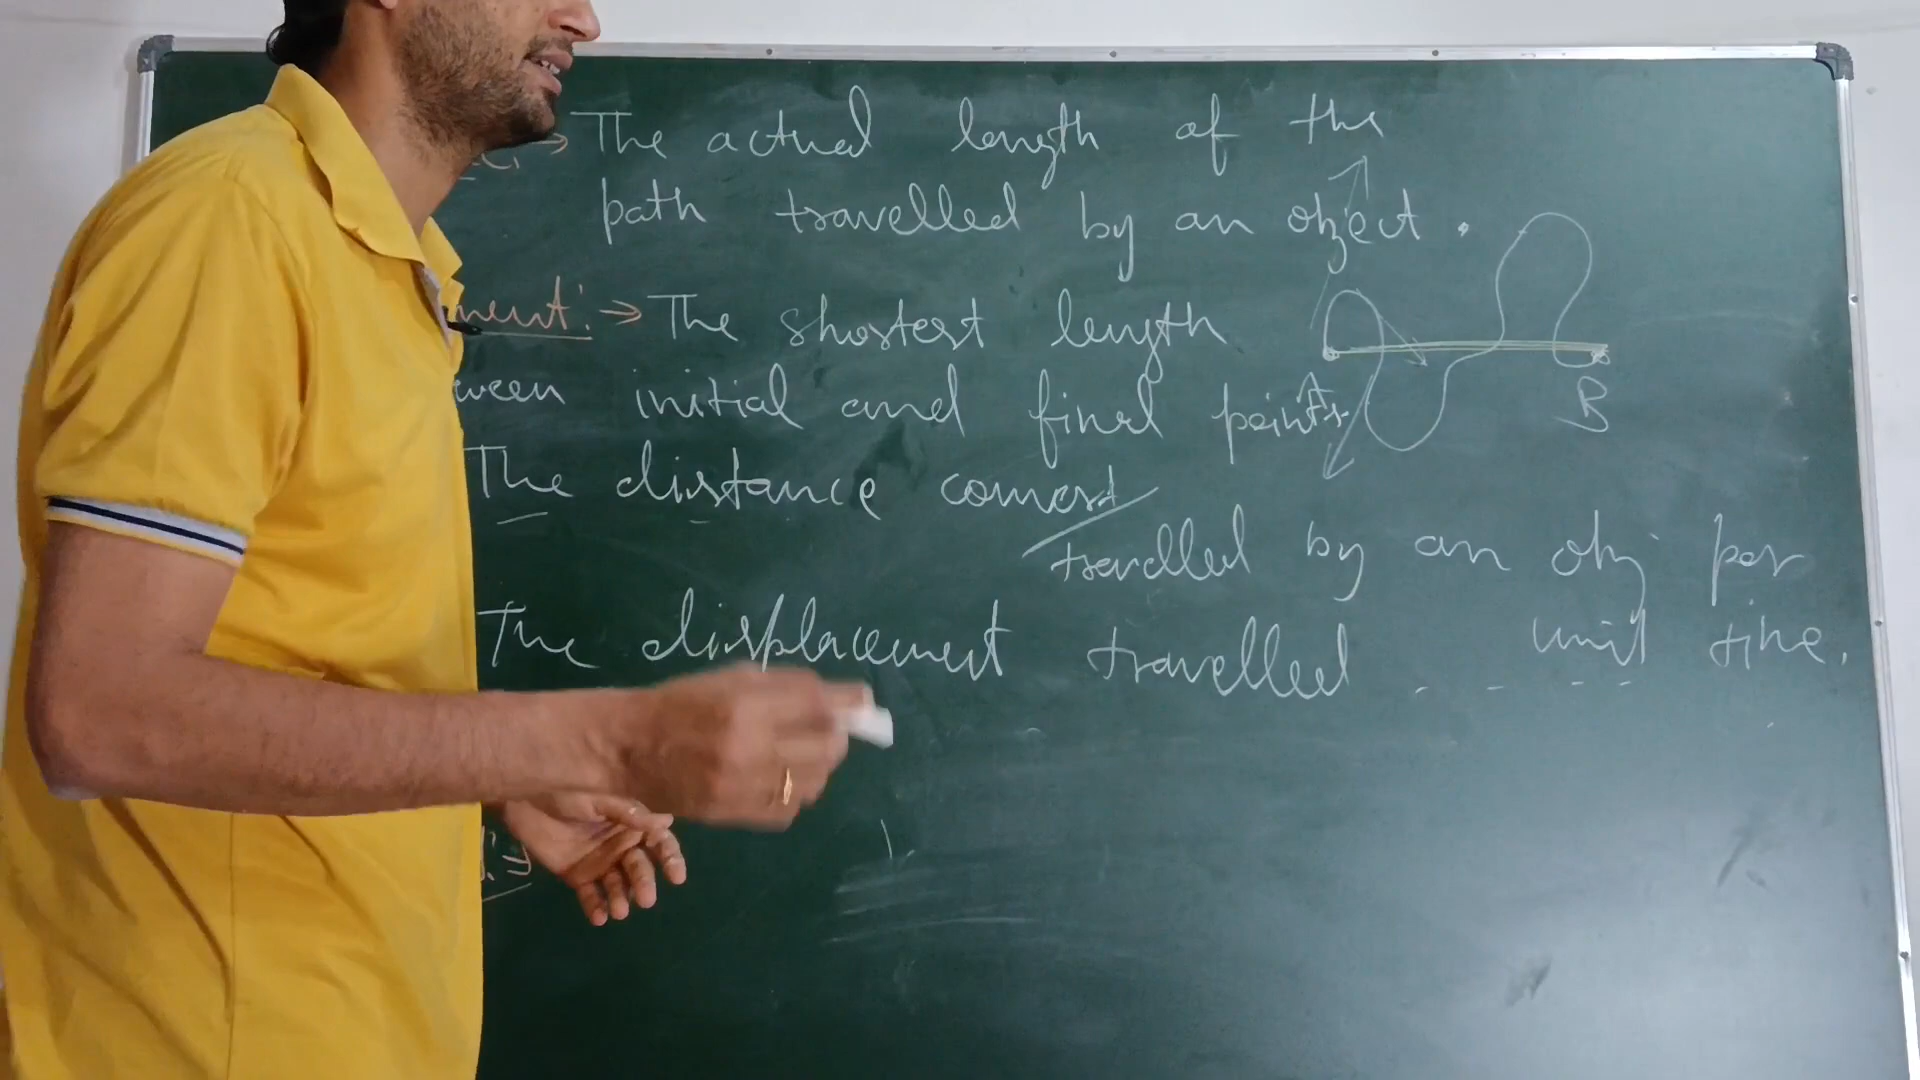 → The actual length of the
path travelled by an object.
ment: → The shortest length
ween initial and final points
A
B
The distance
travelled by an obj per
unit time.
The displacement travelled - - - - -